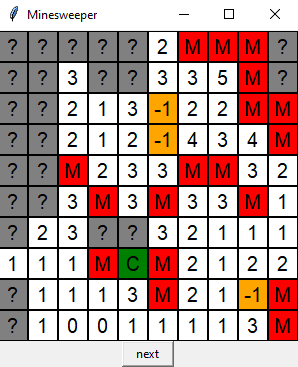 Minesweeper
? ? ? ? ? 2 M M M ?
? ? 3 ? ? 3 3 5 M ?
? ? 2 1 3 -1 2 2 M M
? ? 2 1 2 -1 4 3 4 M
? ? M 2 3 3 M M 3 2
? ? 3 M 3 M 3 3 M 1
? 2 3 ? ? 3 2 1 1 1
1 1 1 M C M 2 1 2 2
? 1 1 1 3 M 2 1 -1 M
? 1 0 0 1 1 1 1 3 M
next